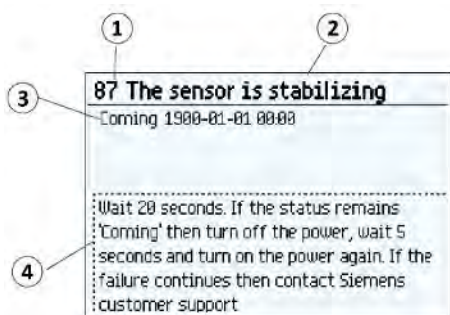 1 2
87 The sensor is stabilizing
3
Coming 1900-01-01 00:00
Wait 20 seconds. If the status remains
'Coming' then turn off the power, wait 5
seconds and turn on the power again. If the
4
failure continues then contact Siemens
customer support